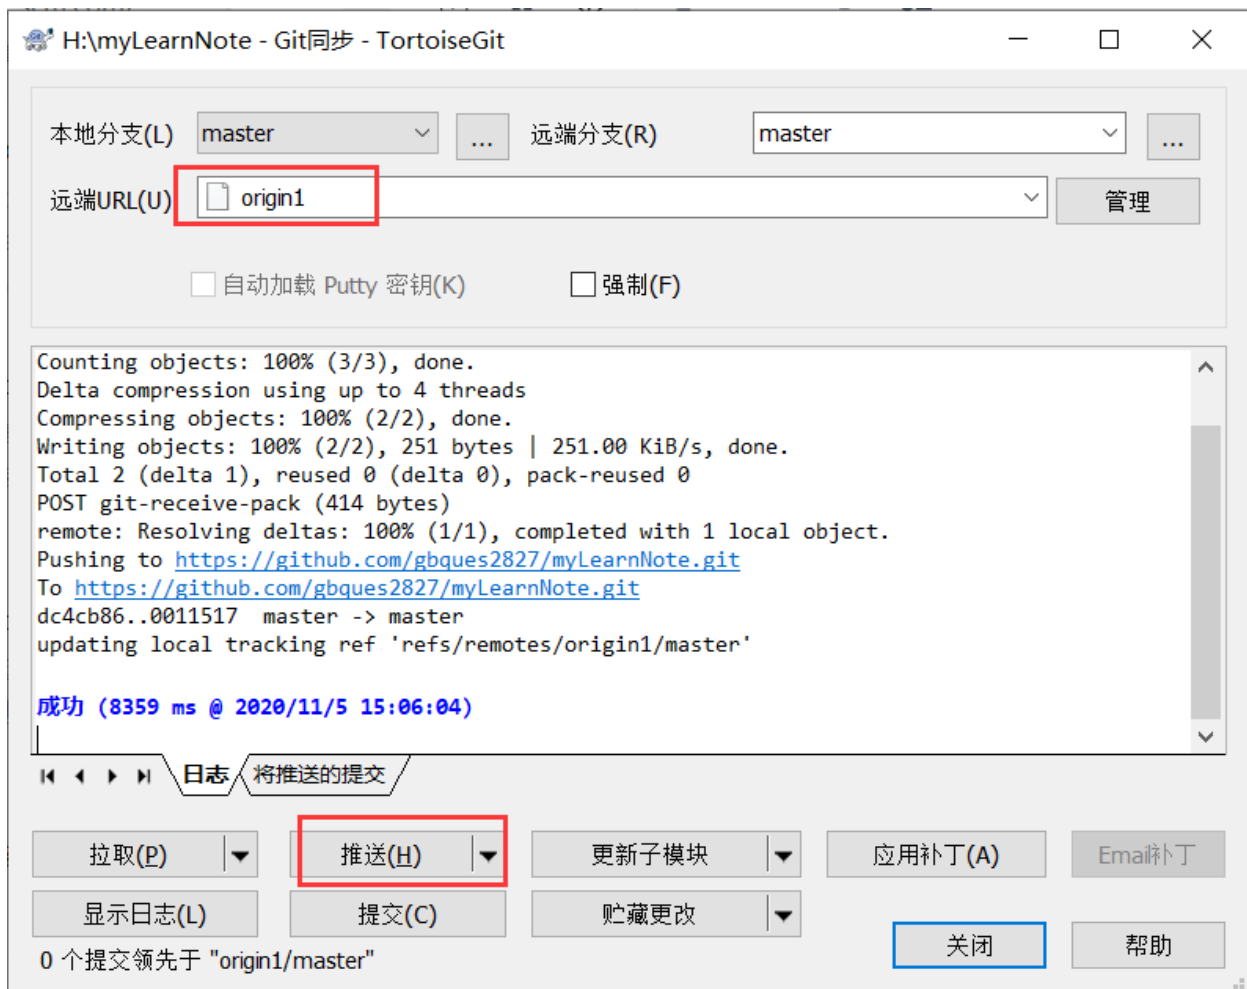 H:\myLearnNote - Git同步 - TortoiseGit
本地分支(L) master ... 远端分支(R) master ...
远端URL(U) origin1 管理
自动加载 Putty 密钥(K) 强制(F)
Counting objects: 100% (3/3), done.
Delta compression using up to 4 threads
Compressing objects: 100% (2/2), done.
Writing objects: 100% (2/2), 251 bytes | 251.00 KiB/s, done.
Total 2 (delta 1), reused 0 (delta 0), pack-reused 0
POST git-receive-pack (414 bytes)
remote: Resolving deltas: 100% (1/1), completed with 1 local object.
Pushing to https://github.com/gbques2827/myLearnNote.git
To https://github.com/gbques2827/myLearnNote.git
dc4cb86..0011517 master -> master
updating local tracking ref 'refs/remotes/origin1/master'
成功 (8359 ms @ 2020/11/5 15:06:04)
日志 将推送的提交
拉取(P) 推送(H) 更新子模块 应用补丁(A) Email补丁
显示日志(L) 提交(C) 贮藏更改
0 个提交领先于 "origin1/master" 关闭 帮助